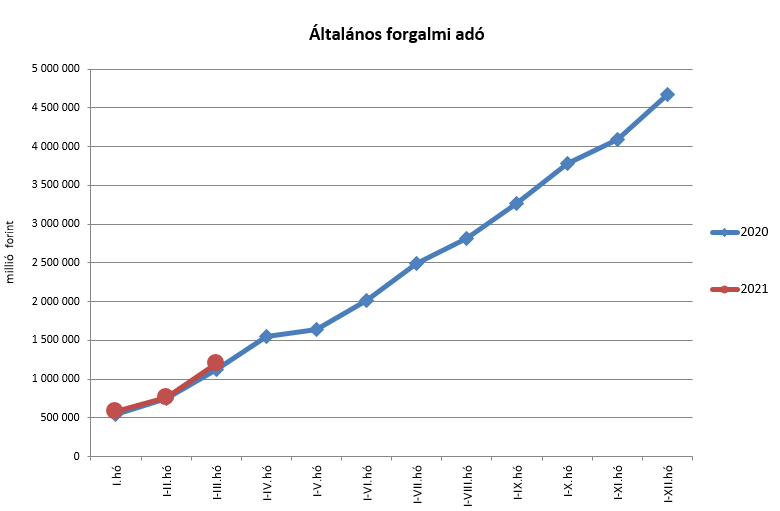 Általános forgalmi adó
5 000 000
4 500 000
4 000 000
3 500 000
3 000 000
2 500 000
2 000 000
1 500 000
1 000 000
500 000
0
millió forint
I.hó
I-II.hó
I-III.hó
I-IV.hó
I-V.hó
I-VI.hó
I-VII.hó
I-VIII.hó
I-IX.hó
I-X.hó
I-XI.hó
I-XII.hó
2020
2021